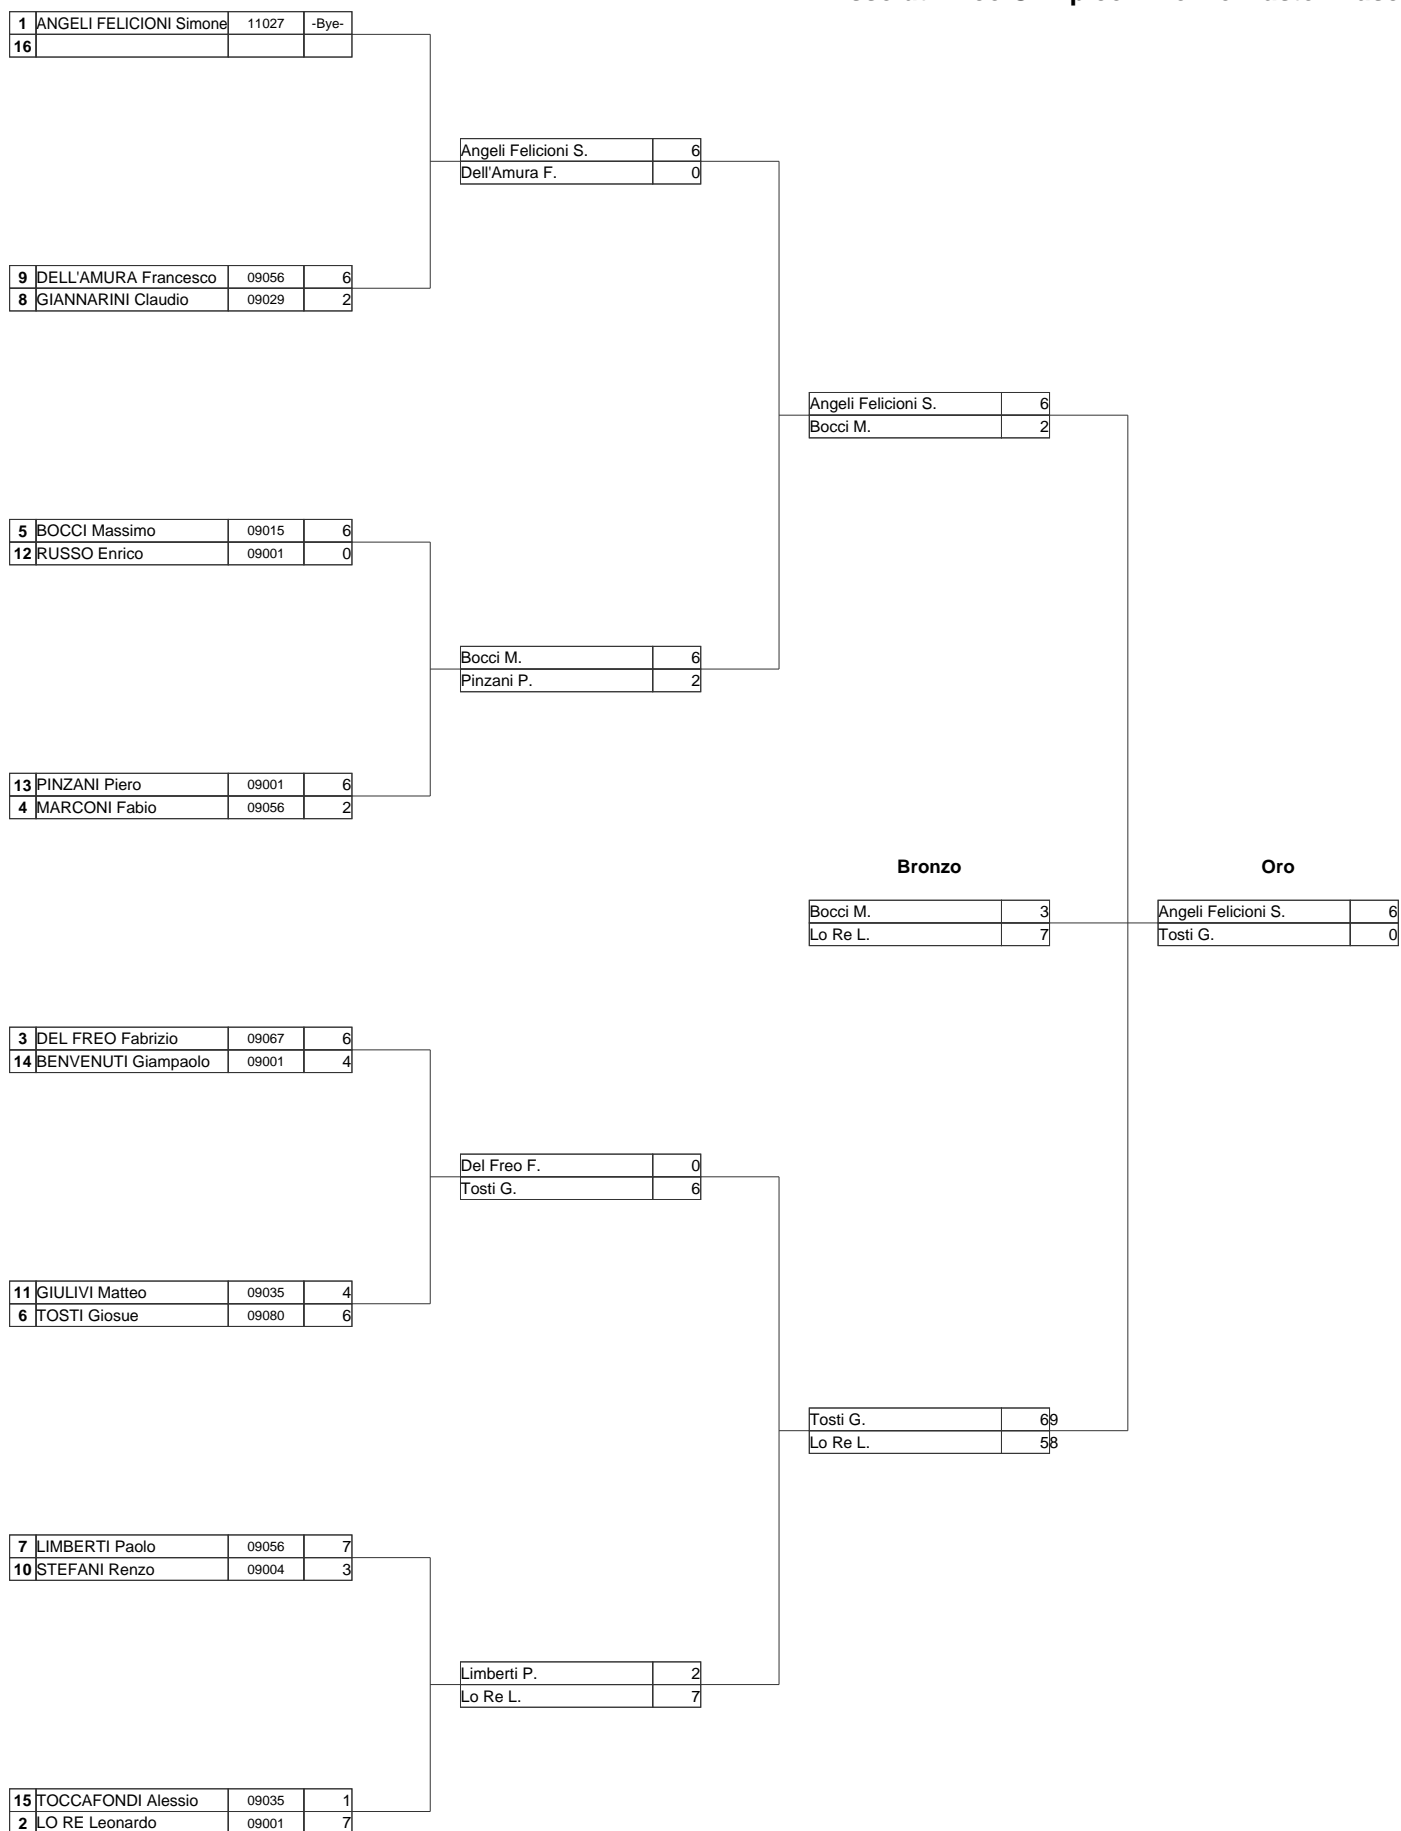 1 ANGELI FELICIONI Simone 11027 -Bye-
16
Angeli Felicioni S. 6
Dell'Amura F. 0
9 DELL'AMURA Francesco 09056 6
8 GIANNARINI Claudio 09029 2
Angeli Felicioni S. 6
Bocci M. 2
5 BOCCI Massimo 09015 6
12 RUSSO Enrico 09001 0
Bocci M. 6
Pinzani P. 2
13 PINZANI Piero 09001 6
4 MARCONI Fabio 09056 2
Bronzo Oro
Bocci M. 3 Angeli Felicioni S. 6
Lo Re L. 7 Tosti G. 0
3 DEL FREO Fabrizio 09067 6
14 BENVENUTI Giampaolo 09001 4
Del Freo F. 0
Tosti G. 6
11 GIULIVI Matteo 09035 4
6 TOSTI Giosue 09080 6
Tosti G. 69
Lo Re L. 58
7 LIMBERTI Paolo 09056 7
10 STEFANI Renzo 09004 3
Limberti P. 2
Lo Re L. 7
15 TOCCAFONDI Alessio 09035 1
2 LO RE Leonardo 09001 7